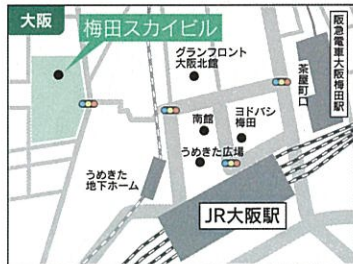 大阪
梅田スカイビル
グランフロント
大阪北館
阪急電車大阪梅田駅
茶屋町口
南館
ヨドバシ
梅田
うめきた広場
うめきた
地下ホーム
JR大阪駅